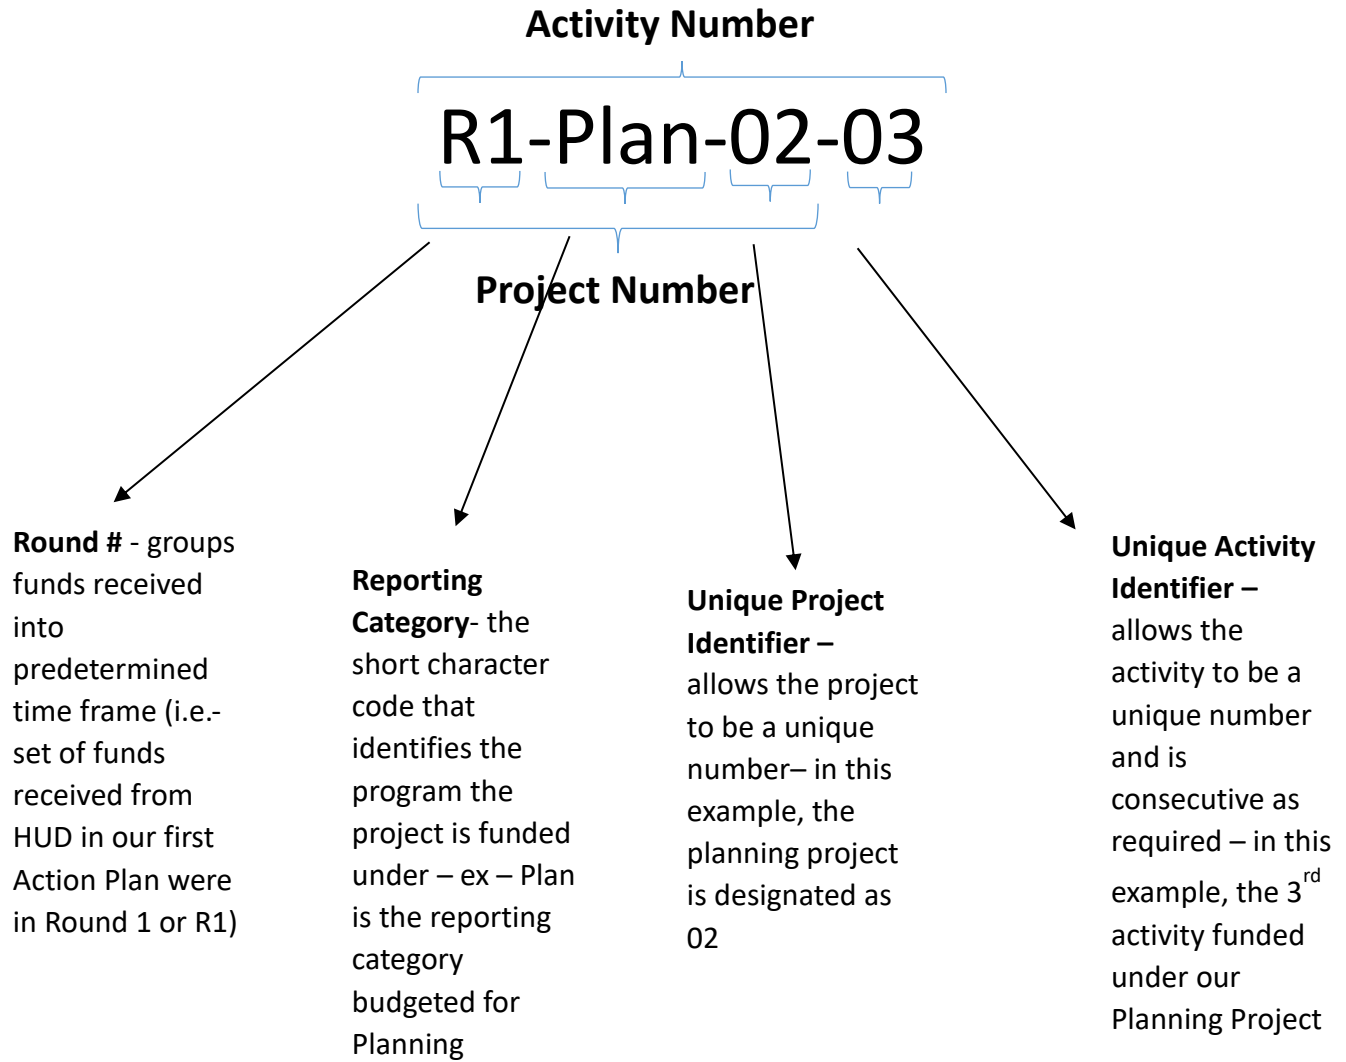 Activity Number
R1-Plan-02-03
Project Number
Round # - groups
funds received
into
predetermined
time frame (i.e.-
set of funds
received from
HUD in our first
Action Plan were
in Round 1 or R1)
Reporting
Category- the
short character
code that
identifies the
program the
project is funded
under – ex – Plan
is the reporting
category
budgeted for
Planning
Unique Project
Identifier –
allows the project
to be a unique
number– in this
example, the
planning project
is designated as
02
Unique Activity
Identifier –
allows the
activity to be a
unique number
and is
consecutive as
required – in this
example, the 3rd
activity funded
under our
Planning Project